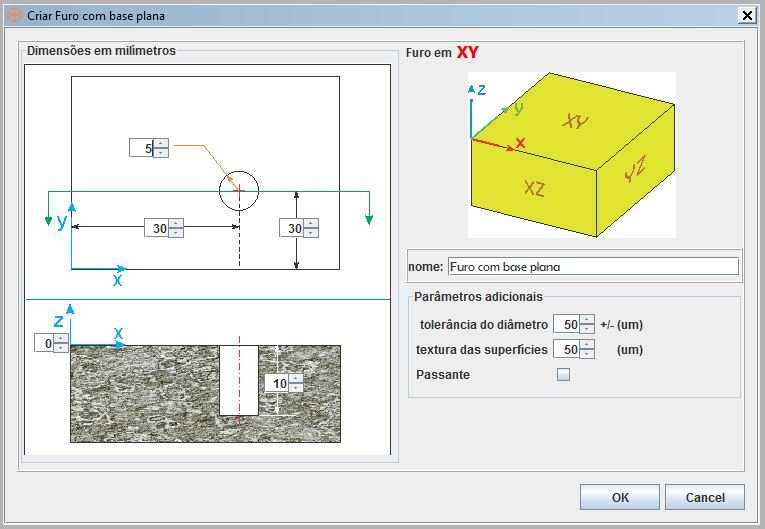 Criar Furo com base plana
Dimensões em milímetros
5
30
30
y
x
z
x
0
10
Furo em XY
z
y
x
XY
XZ
YZ
nome: Furo com base plana
Parâmetros adicionais
tolerância do diâmetro 50 +/- (um)
textura das superfícies 50 (um)
Passante
OK Cancel